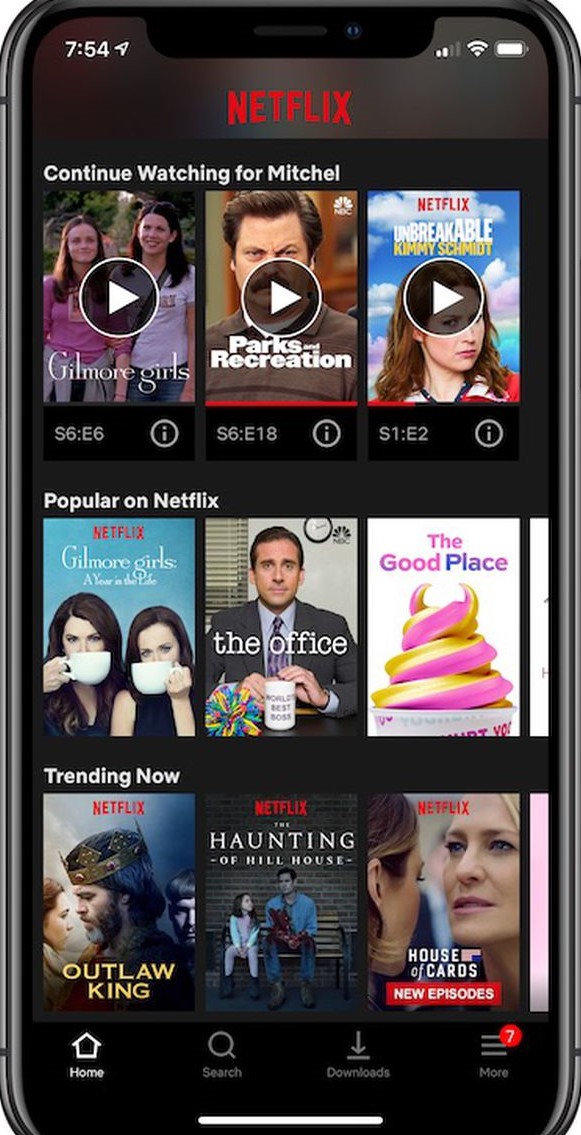 7:54
NETFLIX
Continue Watching for Mitchel
Gilmore girls
NBC
Parks and
Recreation
NETFLIX
UNBREAKABLE
KIMMY SCHMIDT
S6:E6
S6:E18
S1:E2
Popular on Netflix
NETFLIX
Gilmore girls:
A Year in the Life
NBC
the office
WORLD'S
BEST
BOSS
The
Good Place
Trending Now
NETFLIX
OUTLAW
KING
NETFLIX
THE
HAUNTING
-OF HILL HOUSE-
NETFLIX
HOUSE
of CARDS
NEW EPISODES
7
Home
Search
Downloads
More